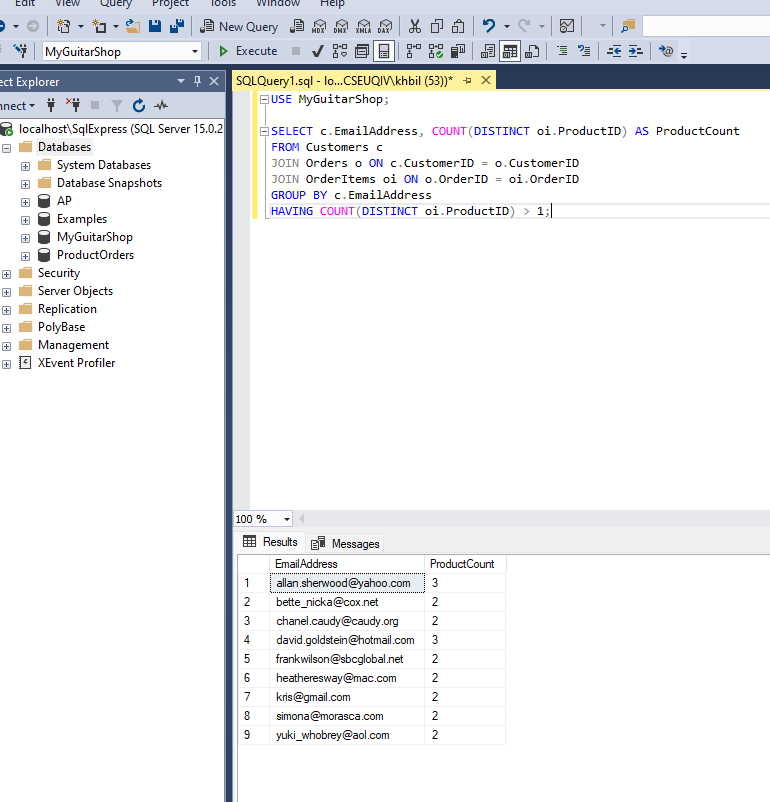 Edit View Query Project Tools Window Help
New Query MDX DMX XMLA DAX
MyGuitarShop Execute
ect Explorer
nnect
localhost\SqlExpress (SQL Server 15.0.2
Databases
System Databases
Database Snapshots
AP
Examples
MyGuitarShop
ProductOrders
Security
Server Objects
Replication
PolyBase
Management
XEvent Profiler
SQLQuery1.sql - lo...CSEUQIV\khbil (53))*
USE MyGuitarShop;
SELECT c.EmailAddress, COUNT(DISTINCT oi.ProductID) AS ProductCount
FROM Customers c
JOIN Orders o ON c.CustomerID = o.CustomerID
JOIN OrderItems oi ON o.OrderID = oi.OrderID
GROUP BY c.EmailAddress
HAVING COUNT(DISTINCT oi.ProductID) > 1;
100 %
Results Messages
EmailAddress ProductCount
1 allan.sherwood@yahoo.com 3
2 bette_nicka@cox.net 2
3 chanel.caudy@caudy.org 2
4 david.goldstein@hotmail.com 3
5 frankwilson@sbcglobal.net 2
6 heatheresway@mac.com 2
7 kris@gmail.com 2
8 simona@morasca.com 2
9 yuki_whobrey@aol.com 2